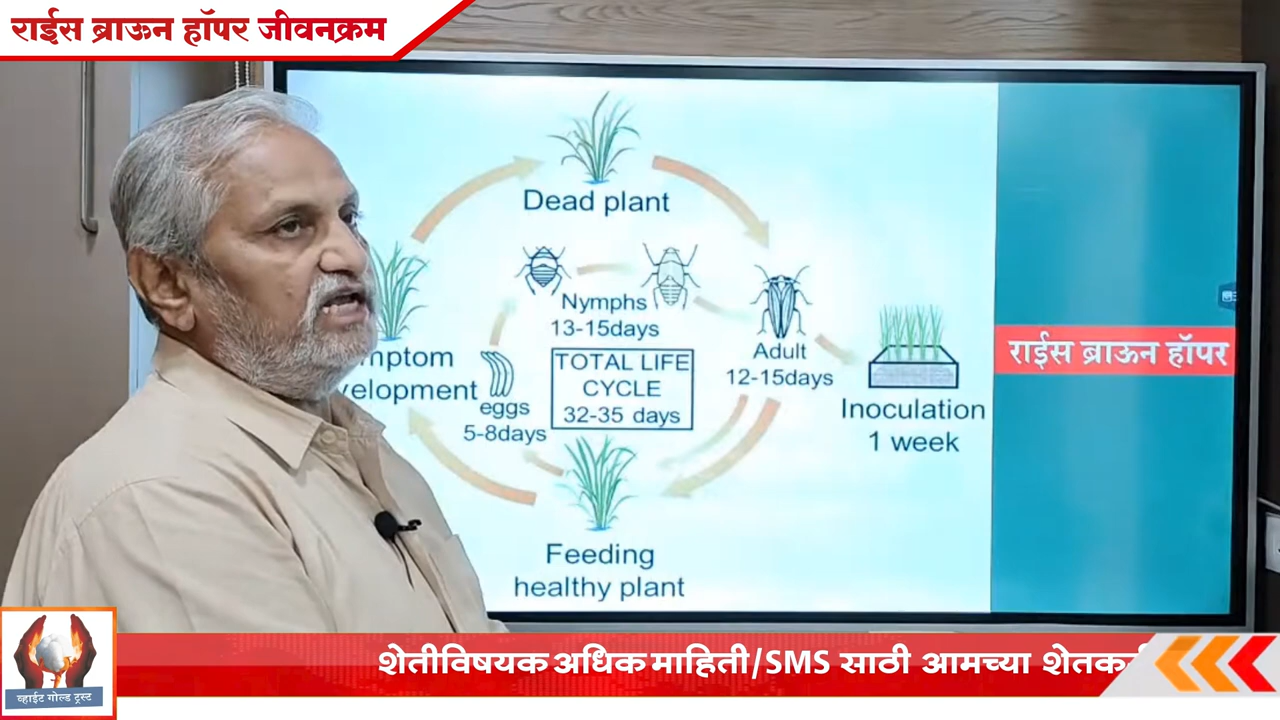 राईस ब्राऊन हॉपर जीवनक्रम
Dead plant
Nymphs
13-15days
Adult
12-15days
mptom
velopment
TOTAL LIFE
CYCLE
32-35 days
eggs
5-8days
Inoculation
1 week
Feeding
healthy plant
राईस ब्राऊन हॉपर
शेतीविषयक अधिक माहिती/SMS साठी आमच्या शेतक
व्हाईट गोल्ड ट्रस्ट